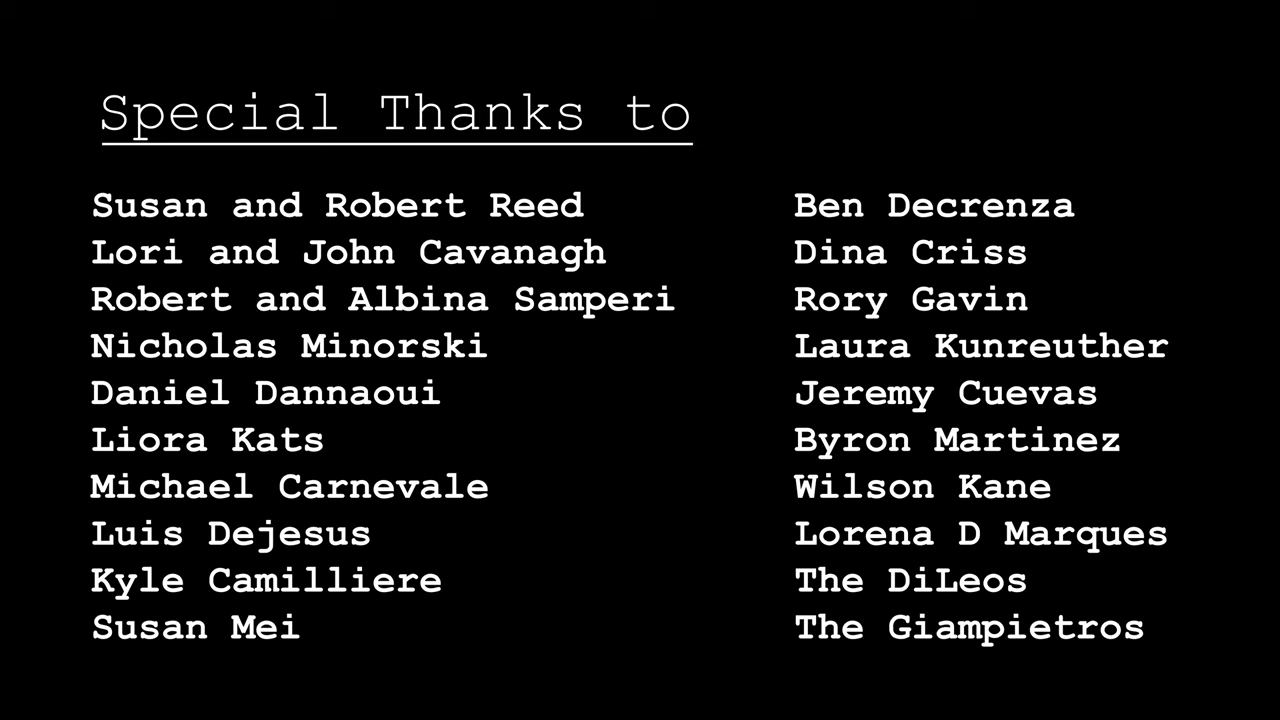 Special Thanks to
Susan and Robert Reed
Lori and John Cavanagh
Robert and Albina Samperi
Nicholas Minorski
Daniel Dannaoui
Liora Kats
Michael Carnevale
Luis Dejesus
Kyle Camilliere
Susan Mei
Ben Decrenza
Dina Criss
Rory Gavin
Laura Kunreuther
Jeremy Cuevas
Byron Martinez
Wilson Kane
Lorena D Marques
The DiLeos
The Giampietros